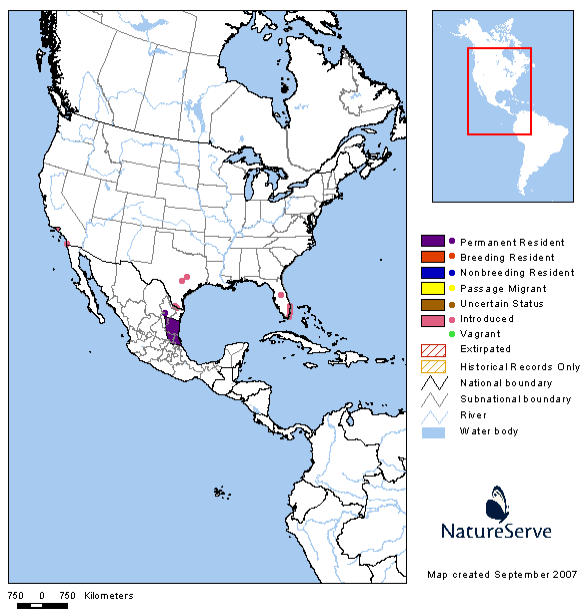 Permanent Resident
Breeding Resident
Nonbreeding Resident
Passage Migrant
Uncertain Status
Introduced
Vagrant
Extirpated
Historical Records Only
National boundary
Subnational boundary
River
Water body
NatureServe
Map created September 2007
750 0 750 Kilometers